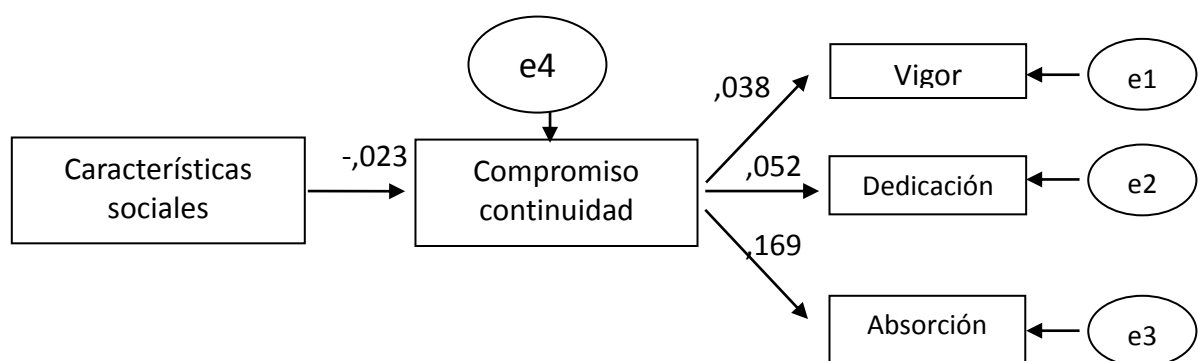 e4
Vigor
e1
,038
Características
sociales
-,023
Compromiso
continuidad
,052
Dedicación
e2
,169
Absorción
e3